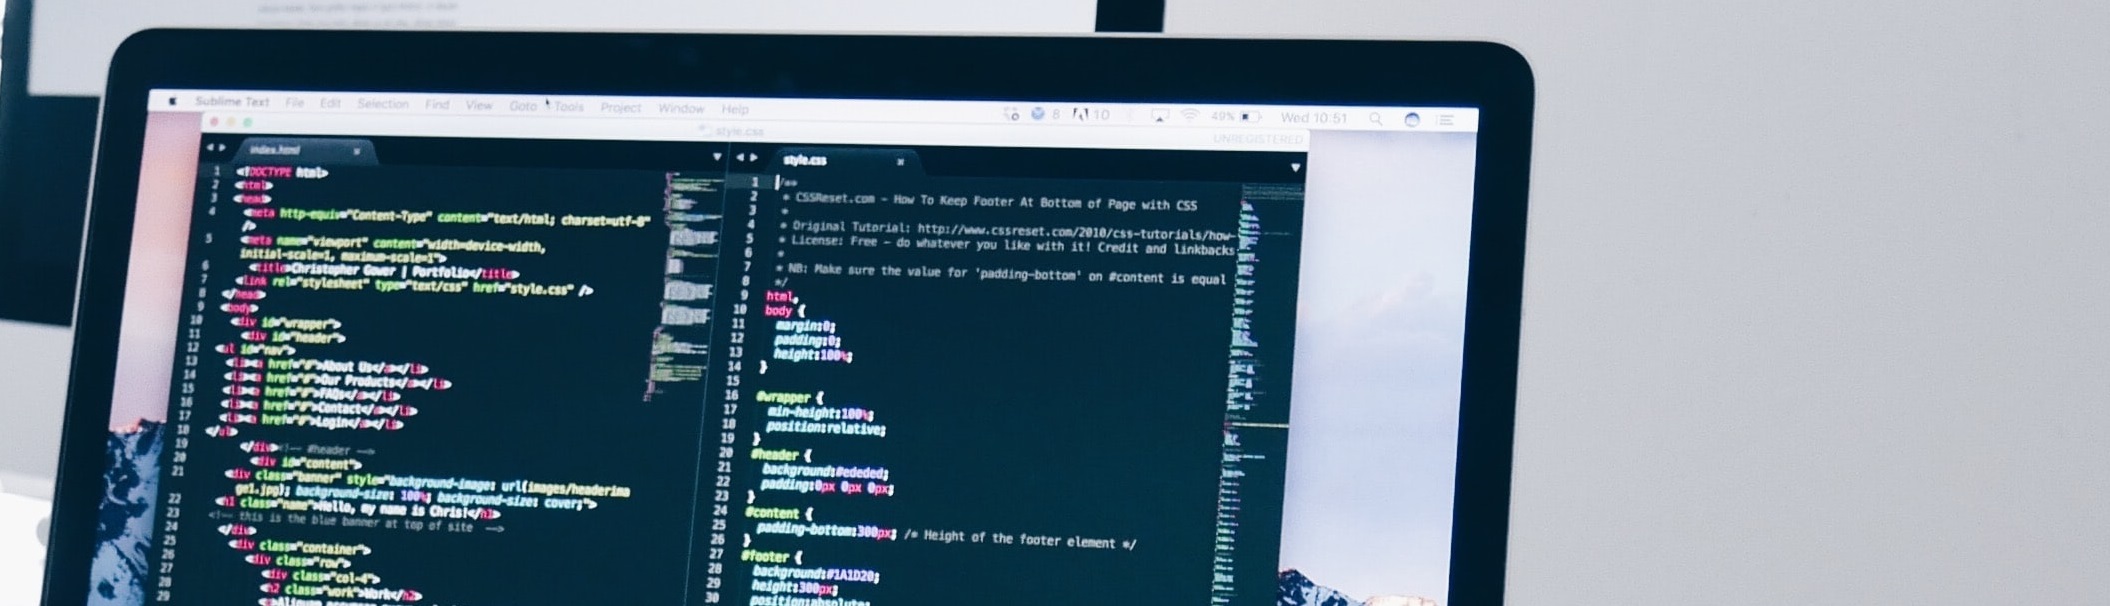 Sublime Text File Edit Selection Find View Goto Tools Project Window Help 8 10 49% Wed 10:51
style.css
UNREGISTERED
index.html
1 <!DOCTYPE html>
2 <html>
3 <head>
4 <meta http-equiv="Content-Type" content="text/html; charset=utf-8"
/>
5 <meta name="viewport" content="width=device-width,
initial-scale=1, maximum-scale=1">
6 <title>Christopher Gower | Portfolio</title>
7 <link rel="stylesheet" type="text/css" href="style.css" />
8 </head>
9 <body>
10 <div id="wrapper">
11 <div id="header">
12 <ul id="nav">
13 <li><a href="#">About Us</a></li>
14 <li><a href="#">Our Products</a></li>
15 <li><a href="#">FAQs</a></li>
16 <li><a href="#">Contact</a></li>
17 <li><a href="#">Login</a></li>
18 </ul>
19 </div><!-- #header -->
20 <div id="content">
21 <div class="banner" style="background-image: url(images/headerima
ge1.jpg); background-size: 100%; background-size: cover;">
22 <h1 class="name">Hello, my name is Chris!</h1>
23 <!-- this is the blue banner at top of site -->
24 </div>
25 <div class="container">
26 <div class="row">
27 <div class="col-4">
28 <h2 class="work">Work</h2>
29
style.css
1 /**
2 * CSSReset.com - How To Keep Footer At Bottom of Page with CSS
3 *
4 * Original Tutorial: http://www.cssreset.com/2010/css-tutorials/how-
5 * License: Free - do whatever you like with it! Credit and linkbacks
6 *
7 * NB: Make sure the value for 'padding-bottom' on #content is equal
8 */
9 html,
10 body {
11 margin:0;
12 padding:0;
13 height:100%;
14 }
15
16 #wrapper {
17 min-height:100%;
18 position:relative;
19 }
20 #header {
21 background:#ededed;
22 padding:0px 0px 0px;
23 }
24 #content {
25 padding-bottom:300px; /* Height of the footer element */
26 }
27 #footer {
28 background:#1A1D20;
29 height:300px;
30 position:absolute;